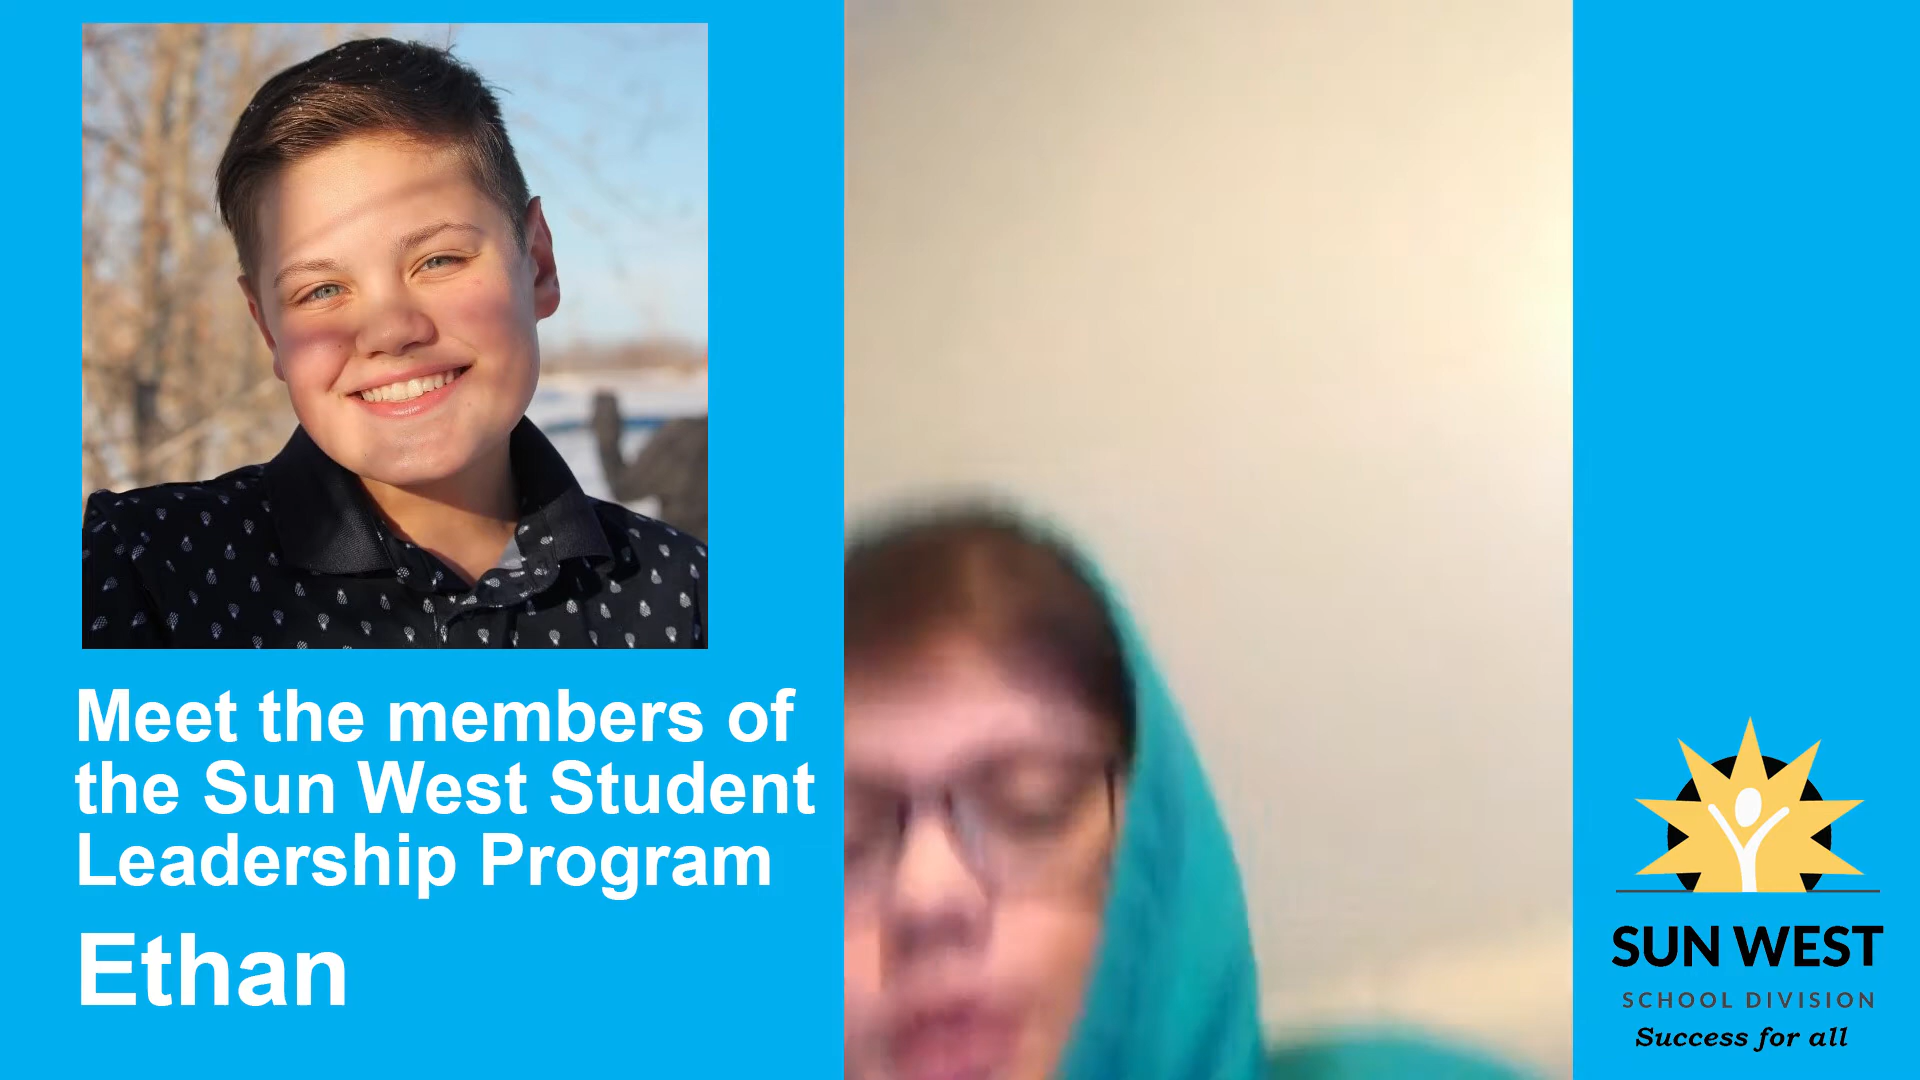 Meet the members of
the Sun West Student
Leadership Program
Ethan
SUN WEST
SCHOOL DIVISION
Success for all